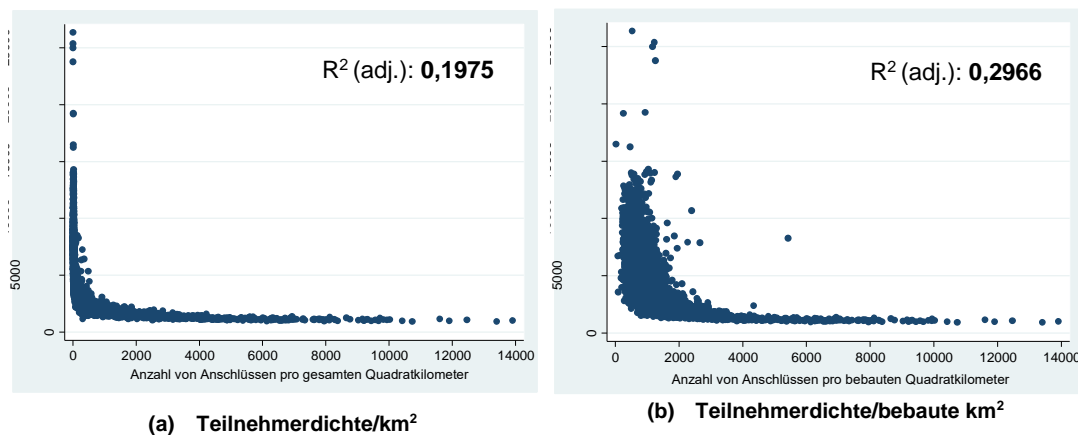 R² (adj.): 0,1975
5000
0
0 2000 4000 6000 8000 10000 12000 14000
Anzahl von Anschlüssen pro gesamten Quadratkilometer
(a) Teilnehmerdichte/km²
R² (adj.): 0,2966
5000
0
0 2000 4000 6000 8000 10000 12000 14000
Anzahl von Anschlüssen pro bebauten Quadratkilometer
(b) Teilnehmerdichte/bebaute km²